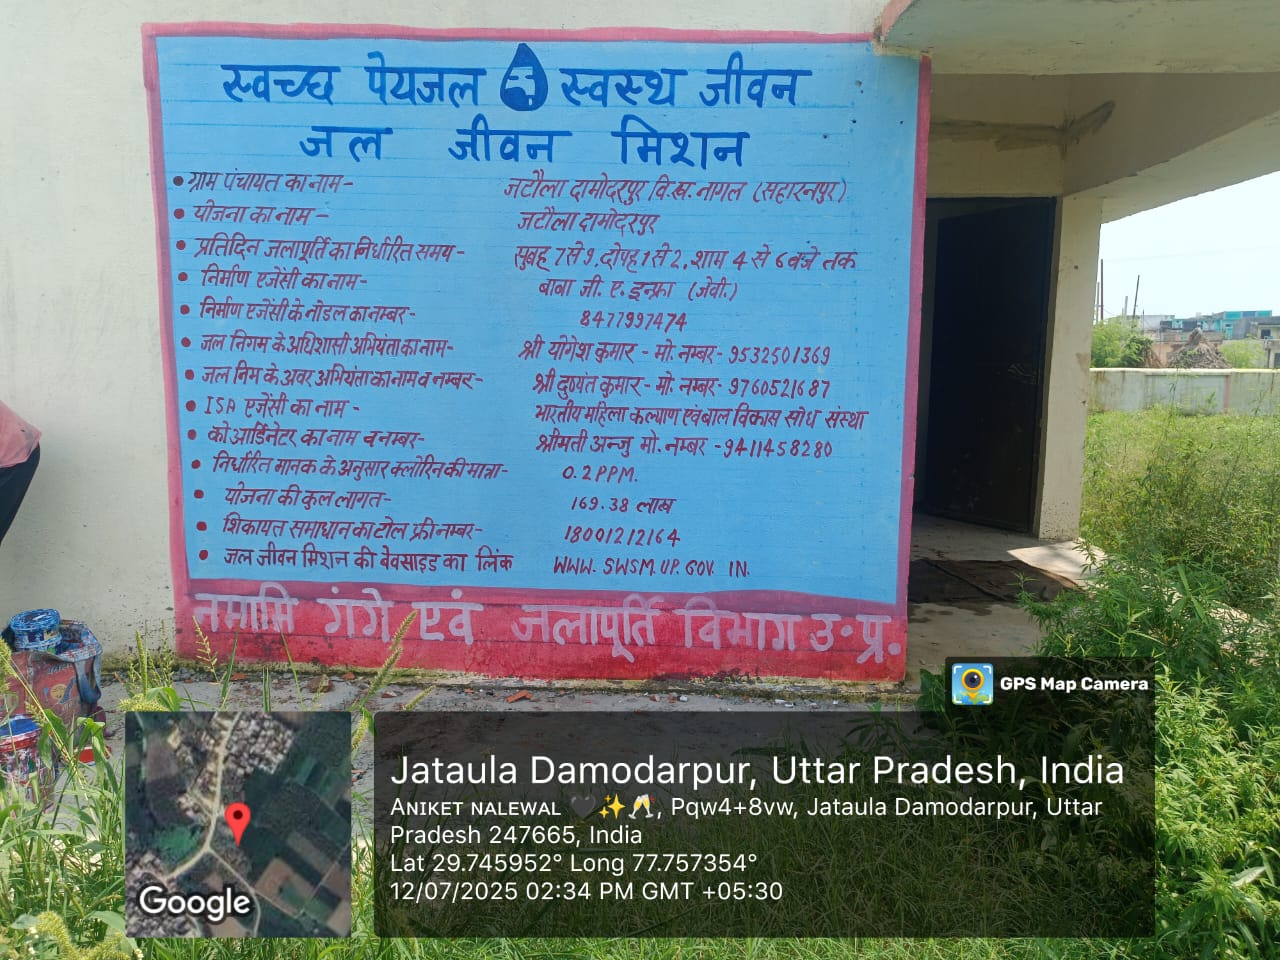 स्वच्छ पेयजल स्वस्थ जीवन
जल जीवन मिशन
• ग्राम पंचायत का नाम - जटौला दामोदरपुर वि.ख. नागल (सहारनपुर)
• योजना का नाम - जटौला दामोदरपुर
• प्रतिदिन जलापूर्ति का निर्धारित समय - सुबह 7 से 9, दोपह 1 से 2, शाम 4 से 6 बजे तक
• निर्माण एजेंसी का नाम - बाबा जी. ए. इन्फ्रा (जेवी.)
• निर्माण एजेंसी के नोडल का नम्बर - 8477997474
• जल निगम के अधिशासी अभियंता का नाम - श्री योगेश कुमार - मो. नम्बर - 9532501369
• जल निम के अवर अभियंता का नाम व नम्बर - श्री दुष्यंत कुमार - मो. नम्बर - 9760521687
• ISA एजेंसी का नाम - भारतीय महिला कल्याण एवं बाल विकास सोध संस्था
• को आर्डिनेटर का नाम व नम्बर - श्रीमती अन्जु मो. नम्बर - 9411458280
• निर्धारित मानक के अनुसार क्लोरिन की मात्रा - 0.2 PPM.
• योजना की कुल लागत - 169.38 लाख
• शिकायत समाधान का टोल फ्री नम्बर - 18001212164
• जल जीवन मिशन की बेवसाइड का लिंक WWW. SWSM. UP. GOV. IN.
नमामि गंगे एवं जलापूर्ति विभाग उ. प्र.
GPS Map Camera
Jataula Damodarpur, Uttar Pradesh, India
Aniket nalewal 🖤✨🥂, Pqw4+8vw, Jataula Damodarpur, Uttar
Pradesh 247665, India
Lat 29.745952° Long 77.757354°
12/07/2025 02:34 PM GMT +05:30
Google